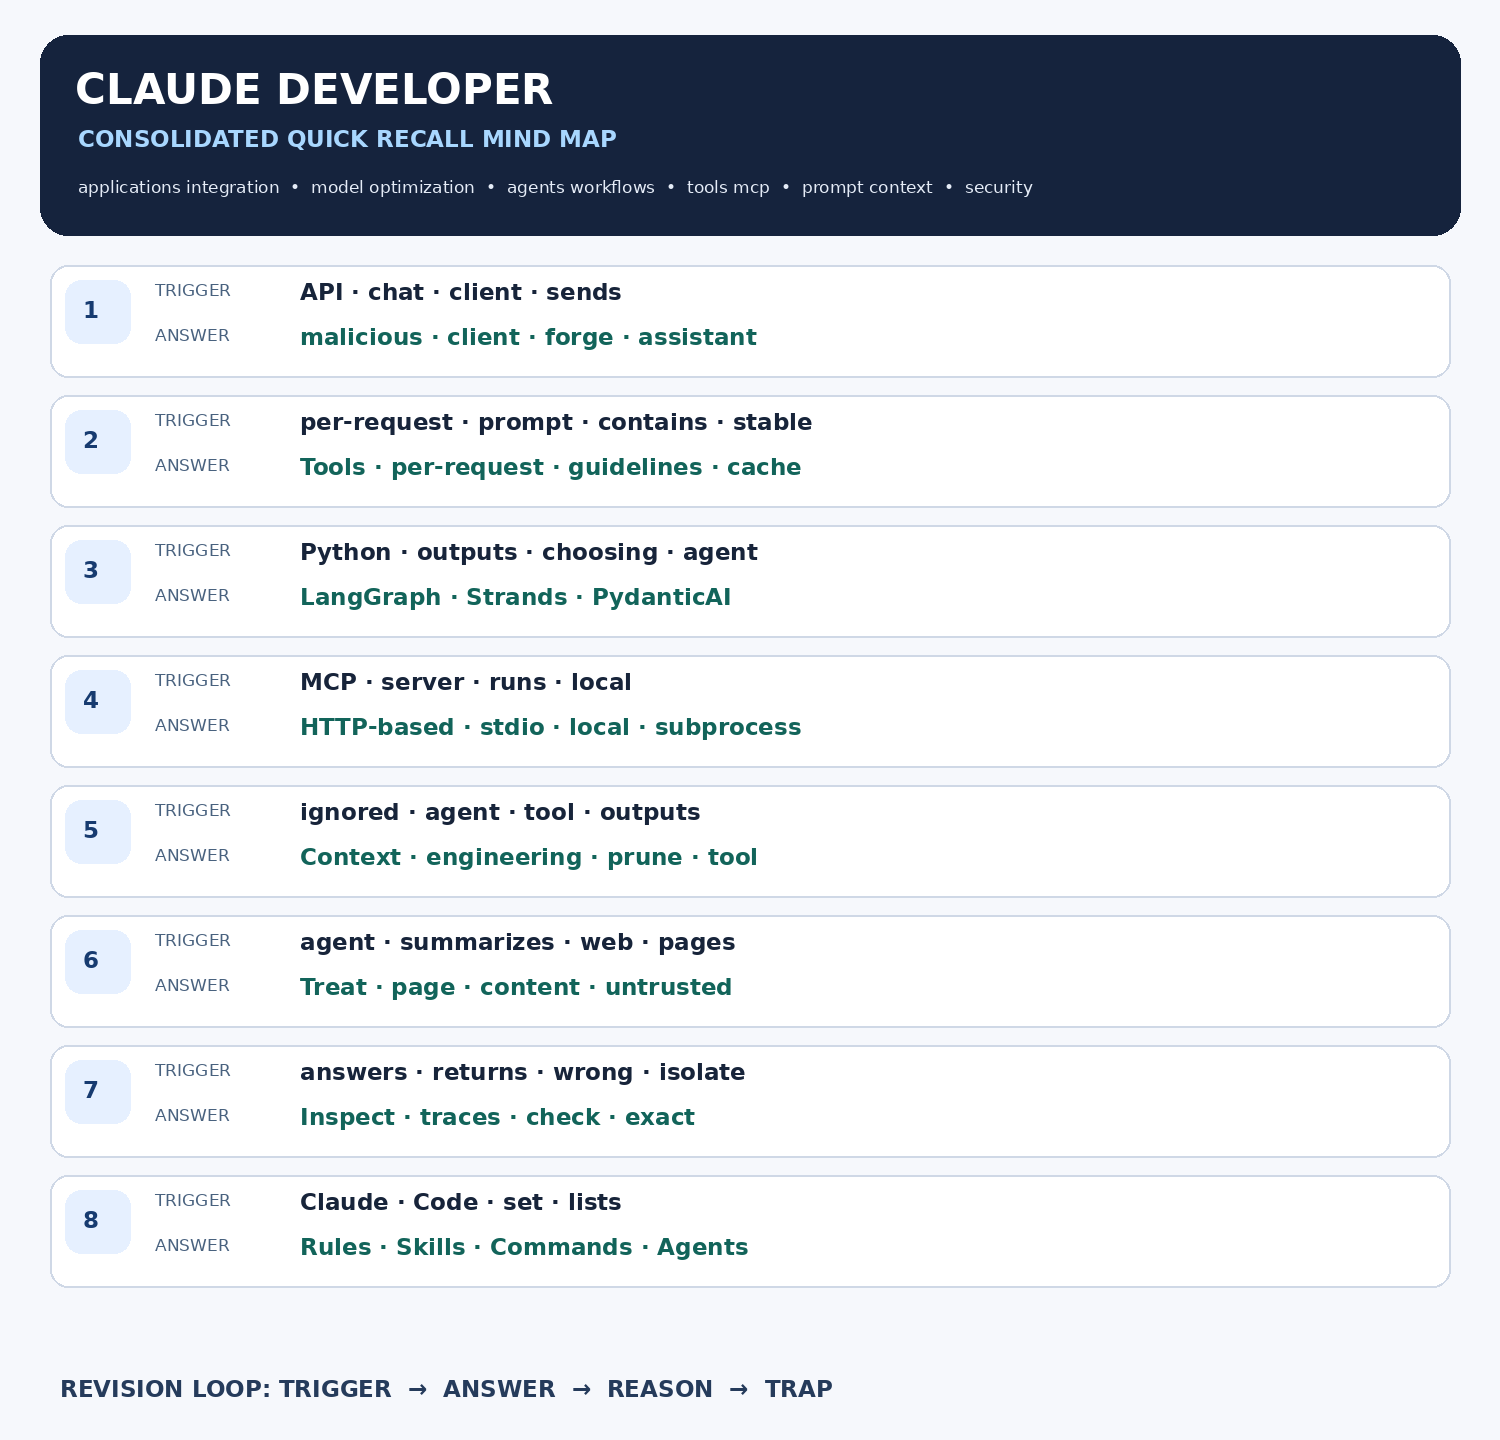 CLAUDE DEVELOPER
CONSOLIDATED QUICK RECALL MIND MAP
applications integration • model optimization • agents workflows • tools mcp • prompt context • security
1
TRIGGER API · chat · client · sends
ANSWER malicious · client · forge · assistant
2
TRIGGER per-request · prompt · contains · stable
ANSWER Tools · per-request · guidelines · cache
3
TRIGGER Python · outputs · choosing · agent
ANSWER LangGraph · Strands · PydanticAI
4
TRIGGER MCP · server · runs · local
ANSWER HTTP-based · stdio · local · subprocess
5
TRIGGER ignored · agent · tool · outputs
ANSWER Context · engineering · prune · tool
6
TRIGGER agent · summarizes · web · pages
ANSWER Treat · page · content · untrusted
7
TRIGGER answers · returns · wrong · isolate
ANSWER Inspect · traces · check · exact
8
TRIGGER Claude · Code · set · lists
ANSWER Rules · Skills · Commands · Agents
REVISION LOOP: TRIGGER → ANSWER → REASON → TRAP